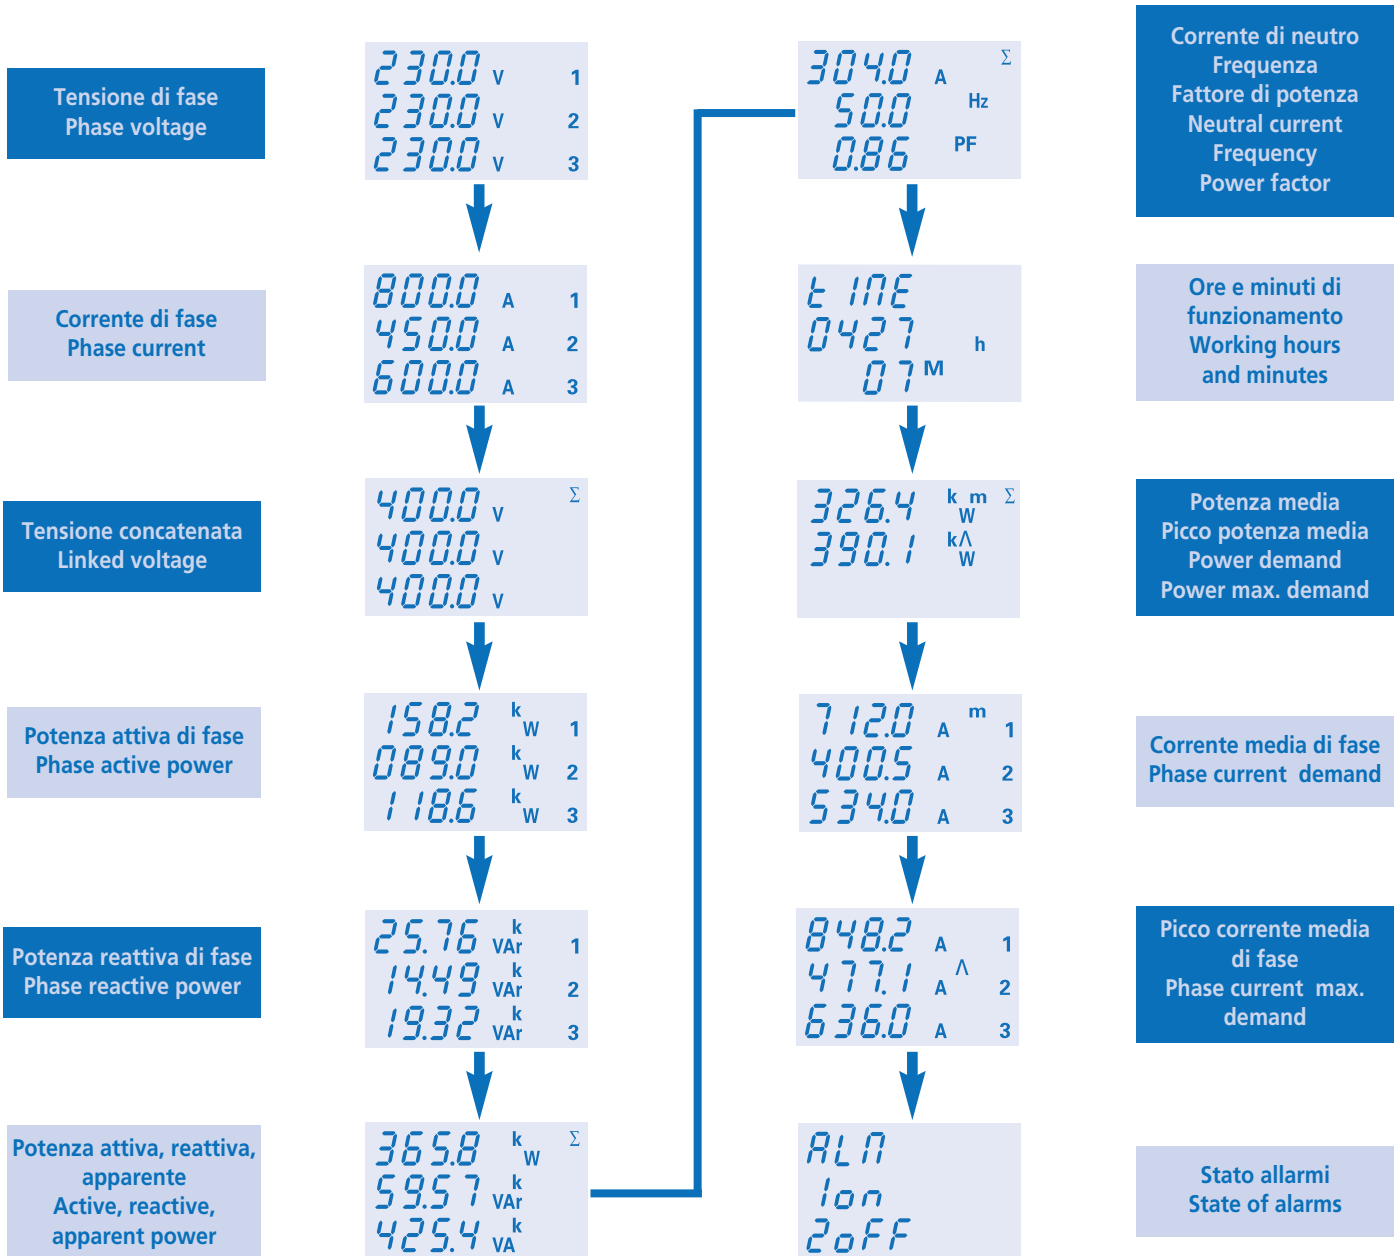 Tensione di fase
Phase voltage
230.0 V 1
230.0 V 2
230.0 V 3
Corrente di fase
Phase current
800.0 A 1
450.0 A 2
600.0 A 3
Tensione concatenata
Linked voltage
400.0 V Σ
400.0 V
400.0 V
Potenza attiva di fase
Phase active power
158.2 kW 1
089.0 kW 2
118.6 kW 3
Potenza reattiva di fase
Phase reactive power
25.76 kVAr 1
14.49 kVAr 2
19.32 kVAr 3
Potenza attiva, reattiva,
apparente
Active, reactive,
apparent power
365.8 kW Σ
59.57 kVAr
425.4 kVA
304.0 A Σ
50.0 Hz
0.86 PF
Corrente di neutro
Frequenza
Fattore di potenza
Neutral current
Frequency
Power factor
tIME
0427 h
07 M
Ore e minuti di
funzionamento
Working hours
and minutes
326.4 kW m Σ
390.1 kW Λ
Potenza media
Picco potenza media
Power demand
Power max. demand
712.0 A m 1
400.5 A 2
534.0 A 3
Corrente media di fase
Phase current demand
848.2 A 1
477.1 A Λ 2
636.0 A 3
Picco corrente media
di fase
Phase current max.
demand
ALM
1on
2oFF
Stato allarmi
State of alarms